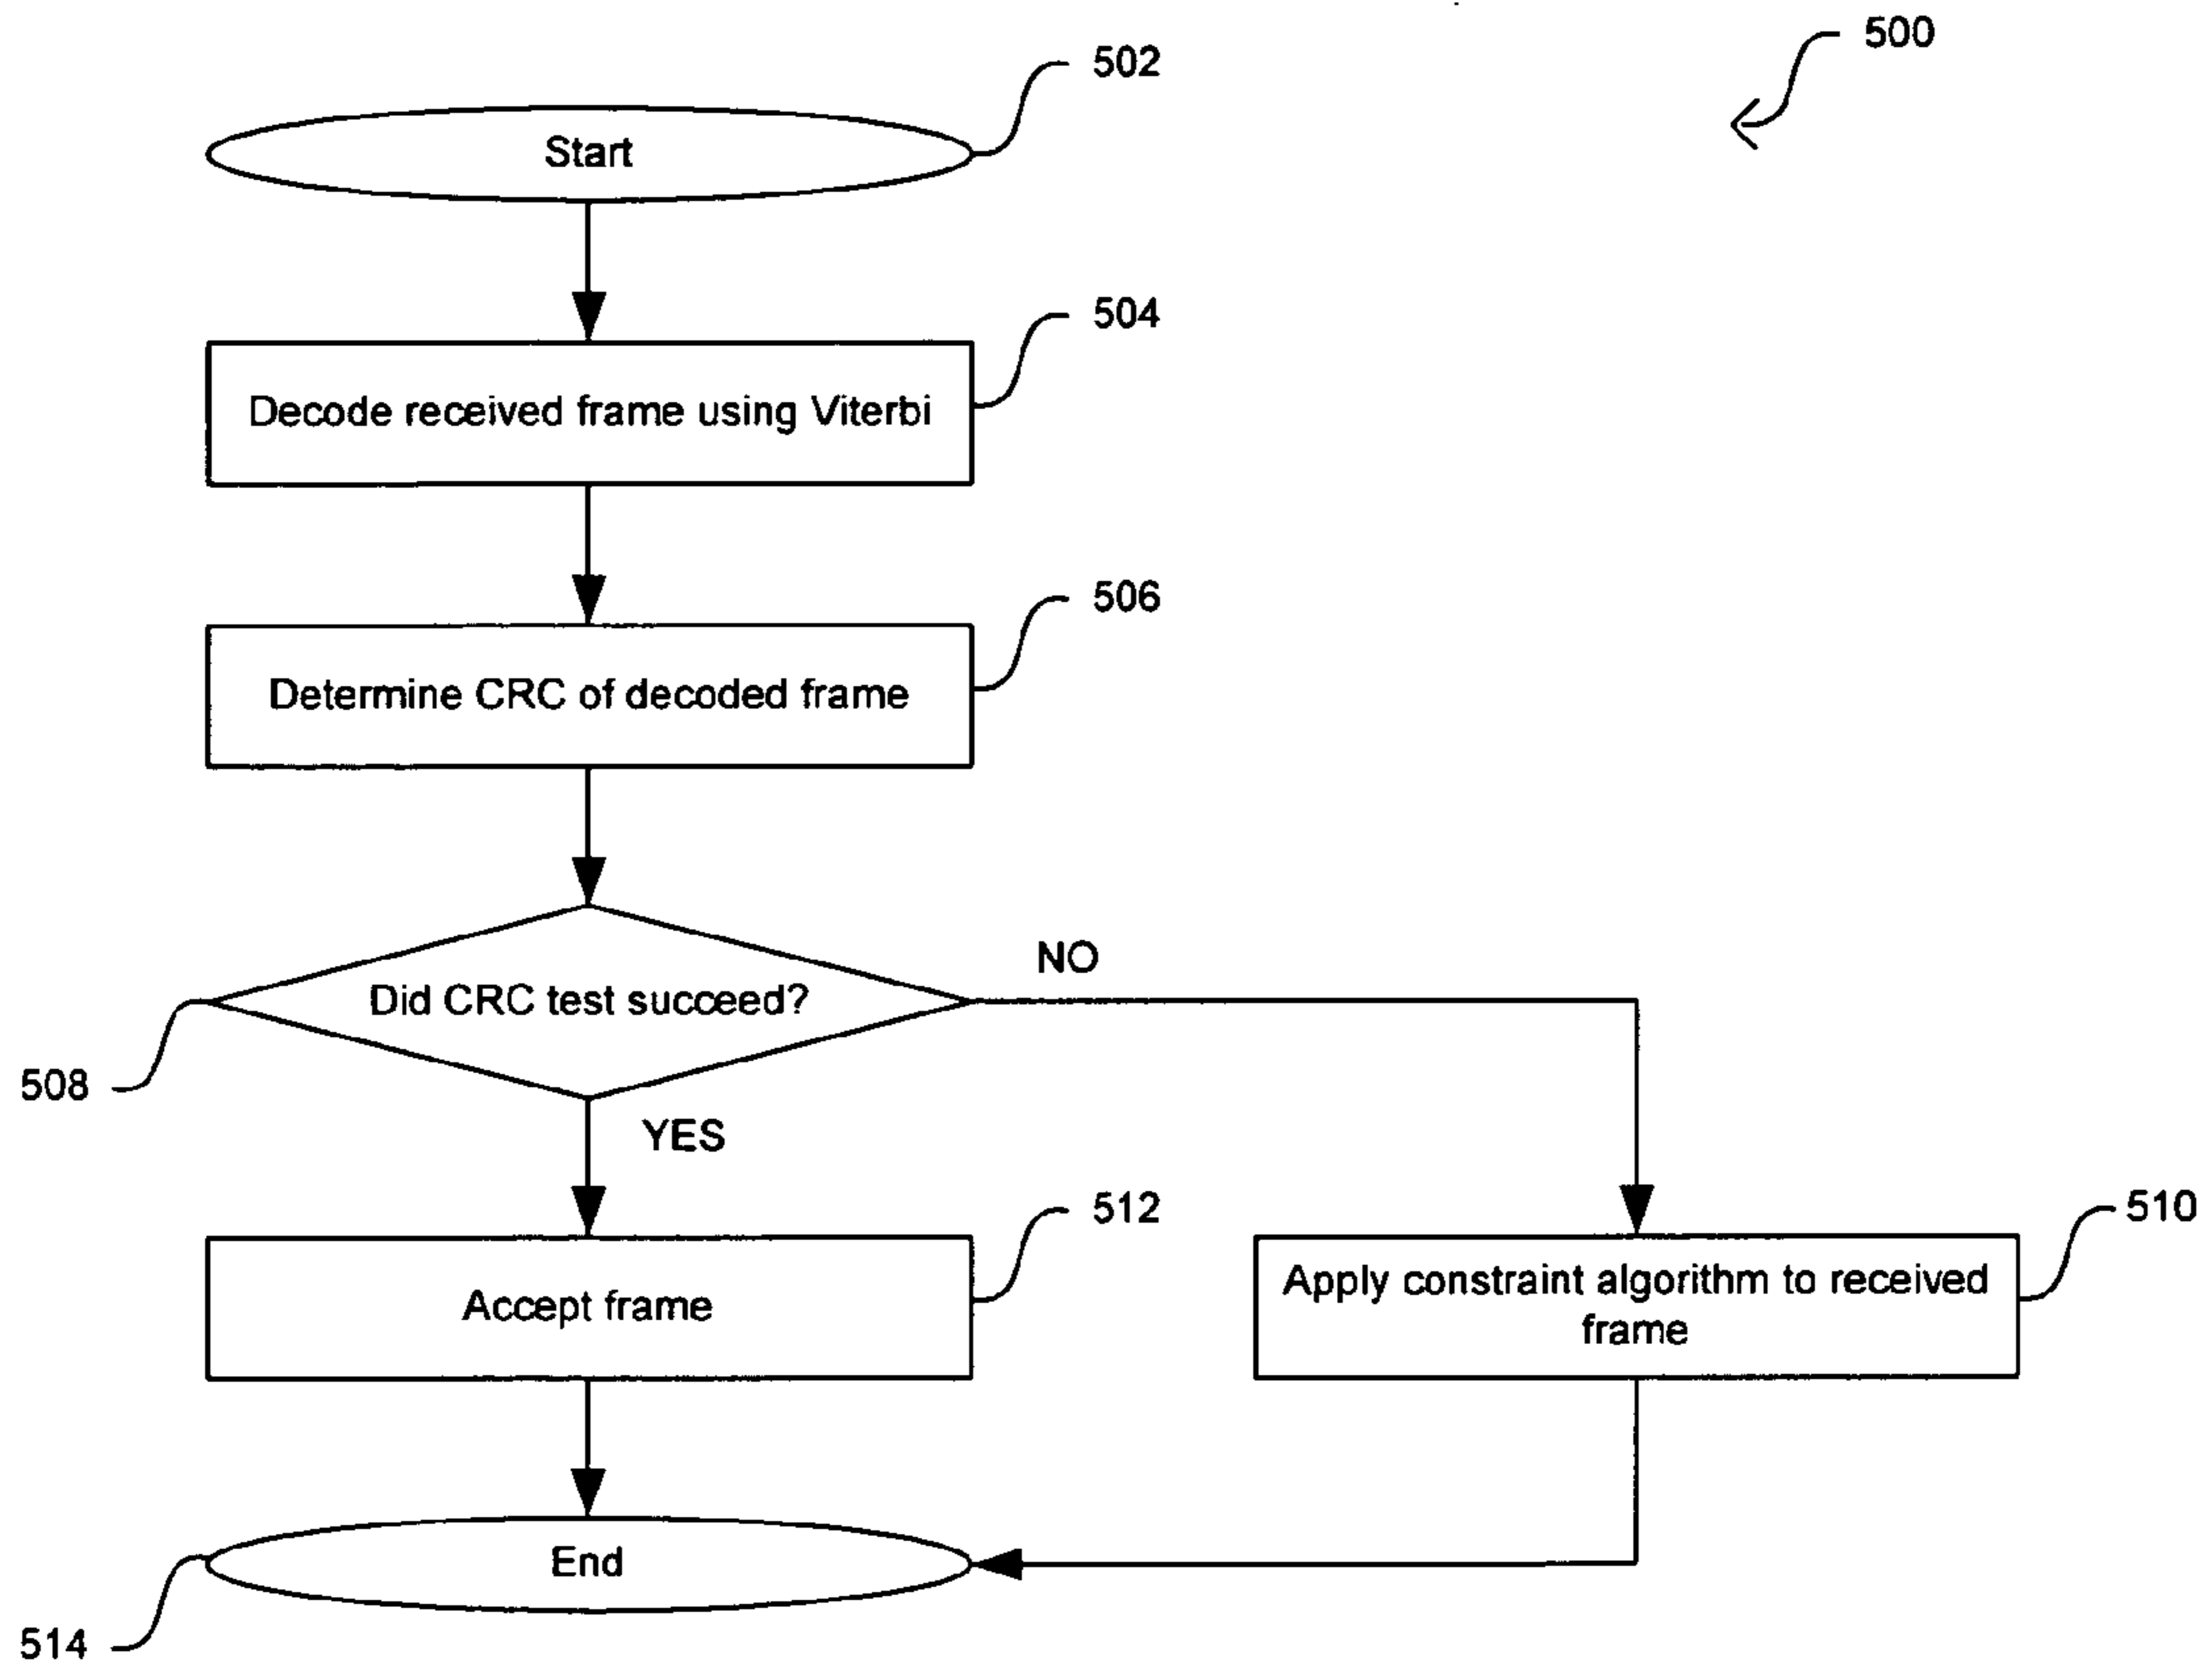 500
502
Start
504
Decode received frame using Viterbi
506
Determine CRC of decoded frame
NO
Did CRC test succeed?
508
YES
512
510
Accept frame
Apply constraint algorithm to received
frame
End
514